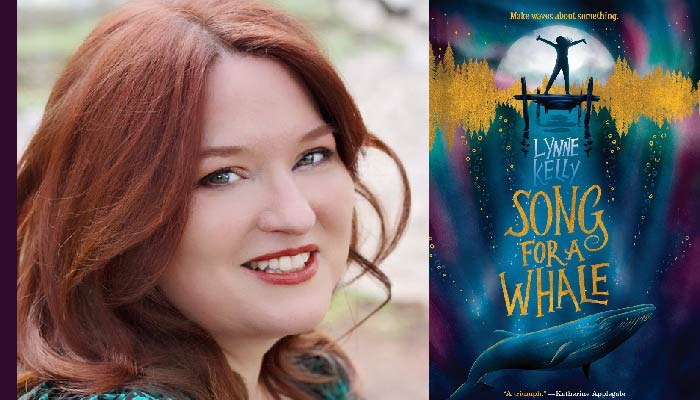 Make waves about something.
LYNNE
KELLY
SONG
FOR A
WHALE
"A triumph." —Katherine Applegate